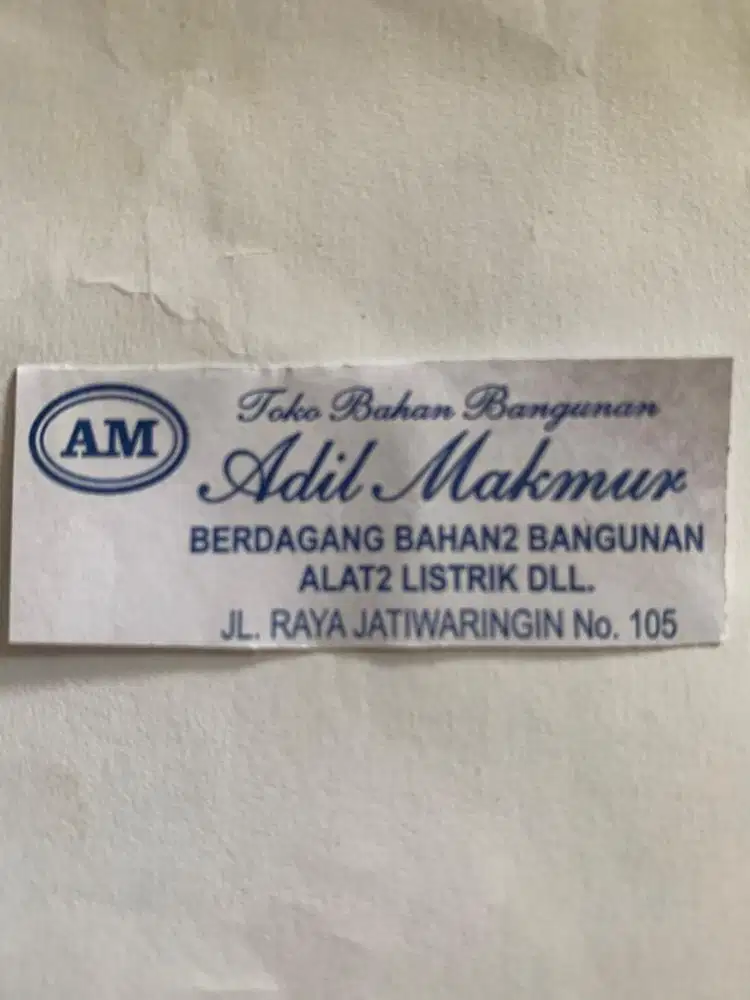 AM
Toko Bahan Bangunan
Adil Makmur
BERDAGANG BAHAN2 BANGUNAN
ALAT2 LISTRIK DLL.
JL. RAYA JATIWARINGIN No. 105